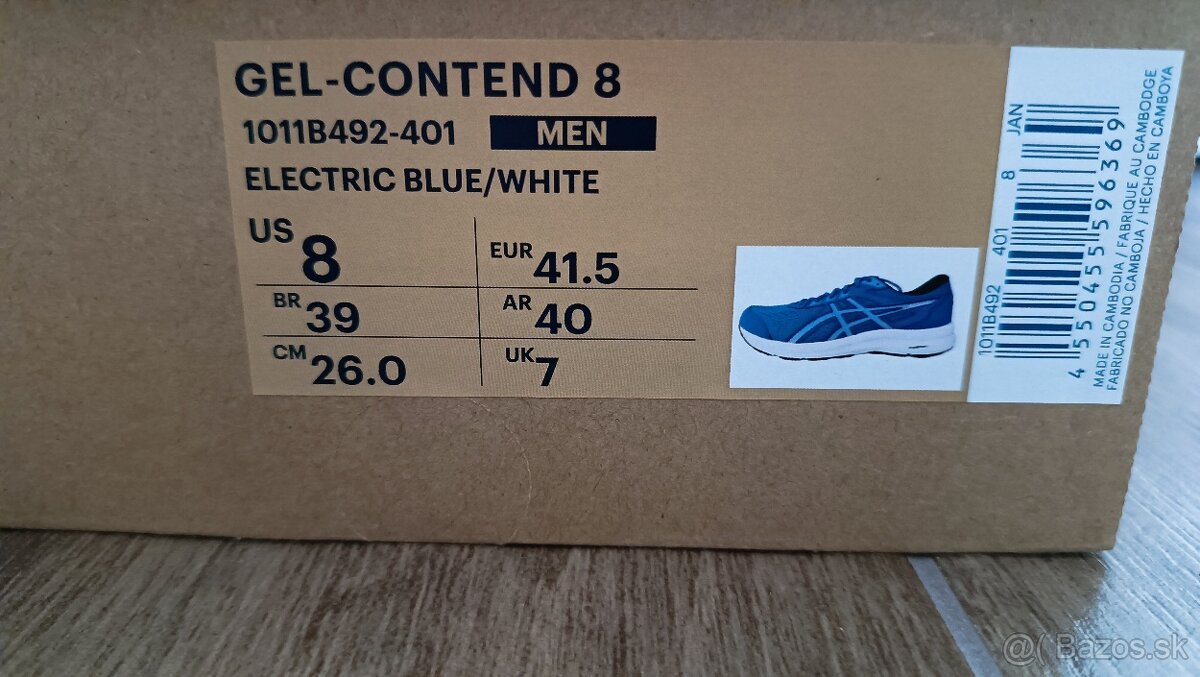 GEL-CONTEND 8
1011B492-401 MEN
ELECTRIC BLUE/WHITE
US 8 EUR 41.5
BR 39 AR 40
CM 26.0 UK 7
1011B492 401 8 JAN
4 550455 596369
MADE IN CAMBODIA / FABRIQUE AU CAMBODGE
FABRICADO NO CAMBOJA / HECHO EN CAMBOYA
@( Bazos.sk